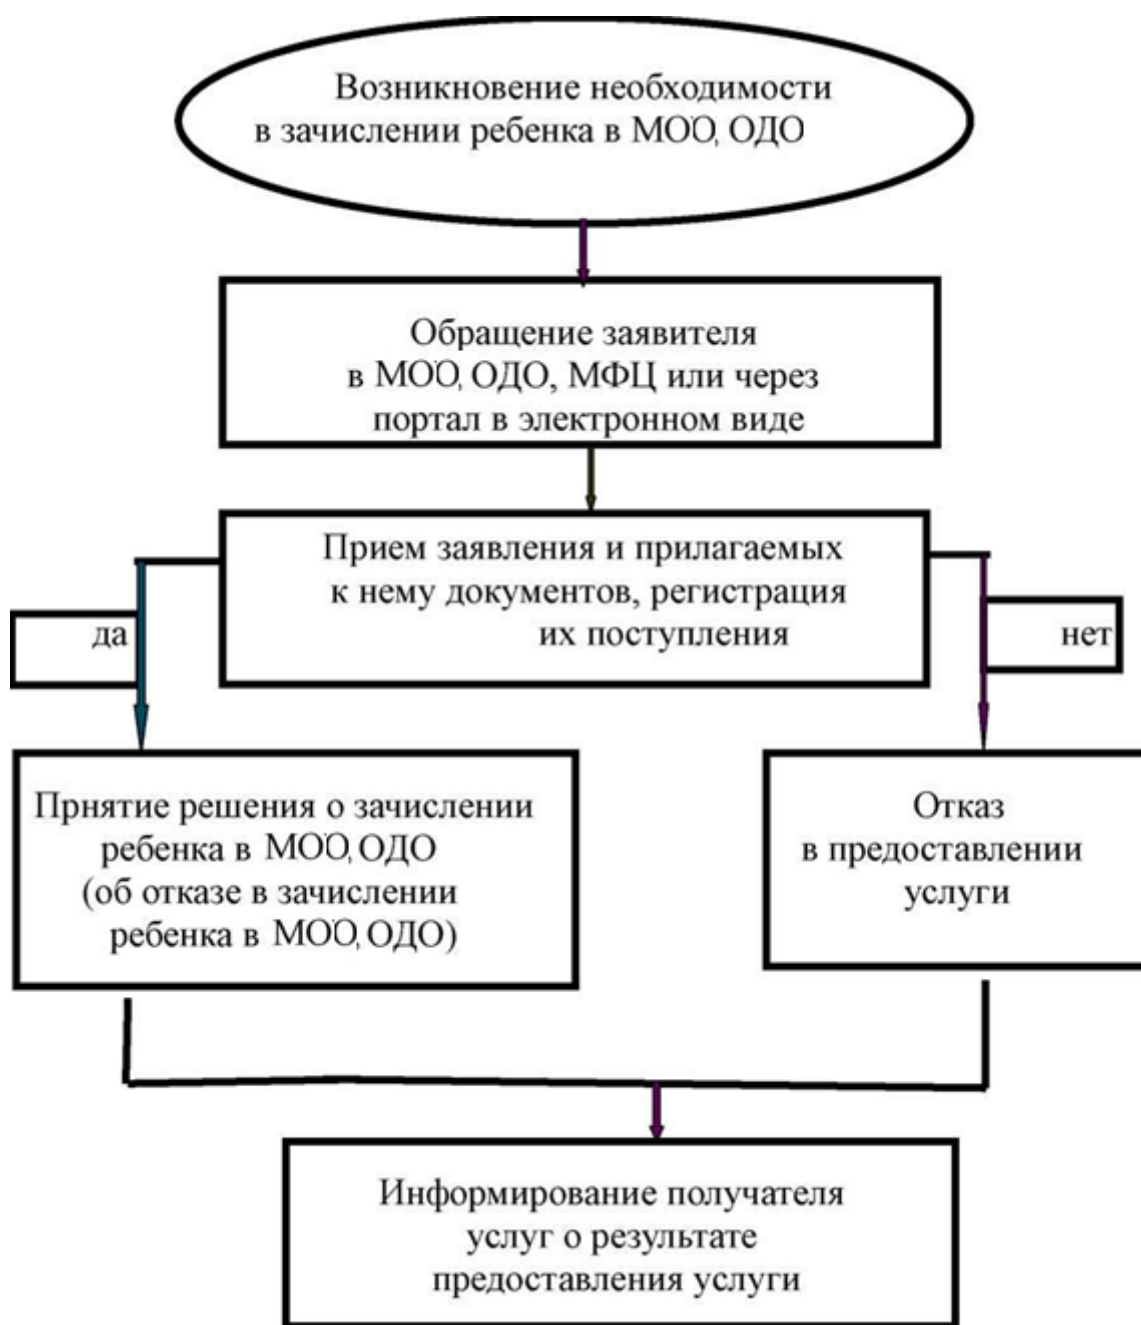 Возникновение необходимости
в зачислении ребенка в МОО, ОДО
Обращение заявителя
в МОО, ОДО, МФЦ или через
портал в электронном виде
Прием заявления и прилагаемых
к нему документов, регистрация
их поступления
да
нет
Прнятие решения о зачислении
ребенка в МОО, ОДО
(об отказе в зачислении
ребенка в МОО, ОДО)
Отказ
в предоставлении
услуги
Информирование получателя
услуг о результате
предоставления услуги